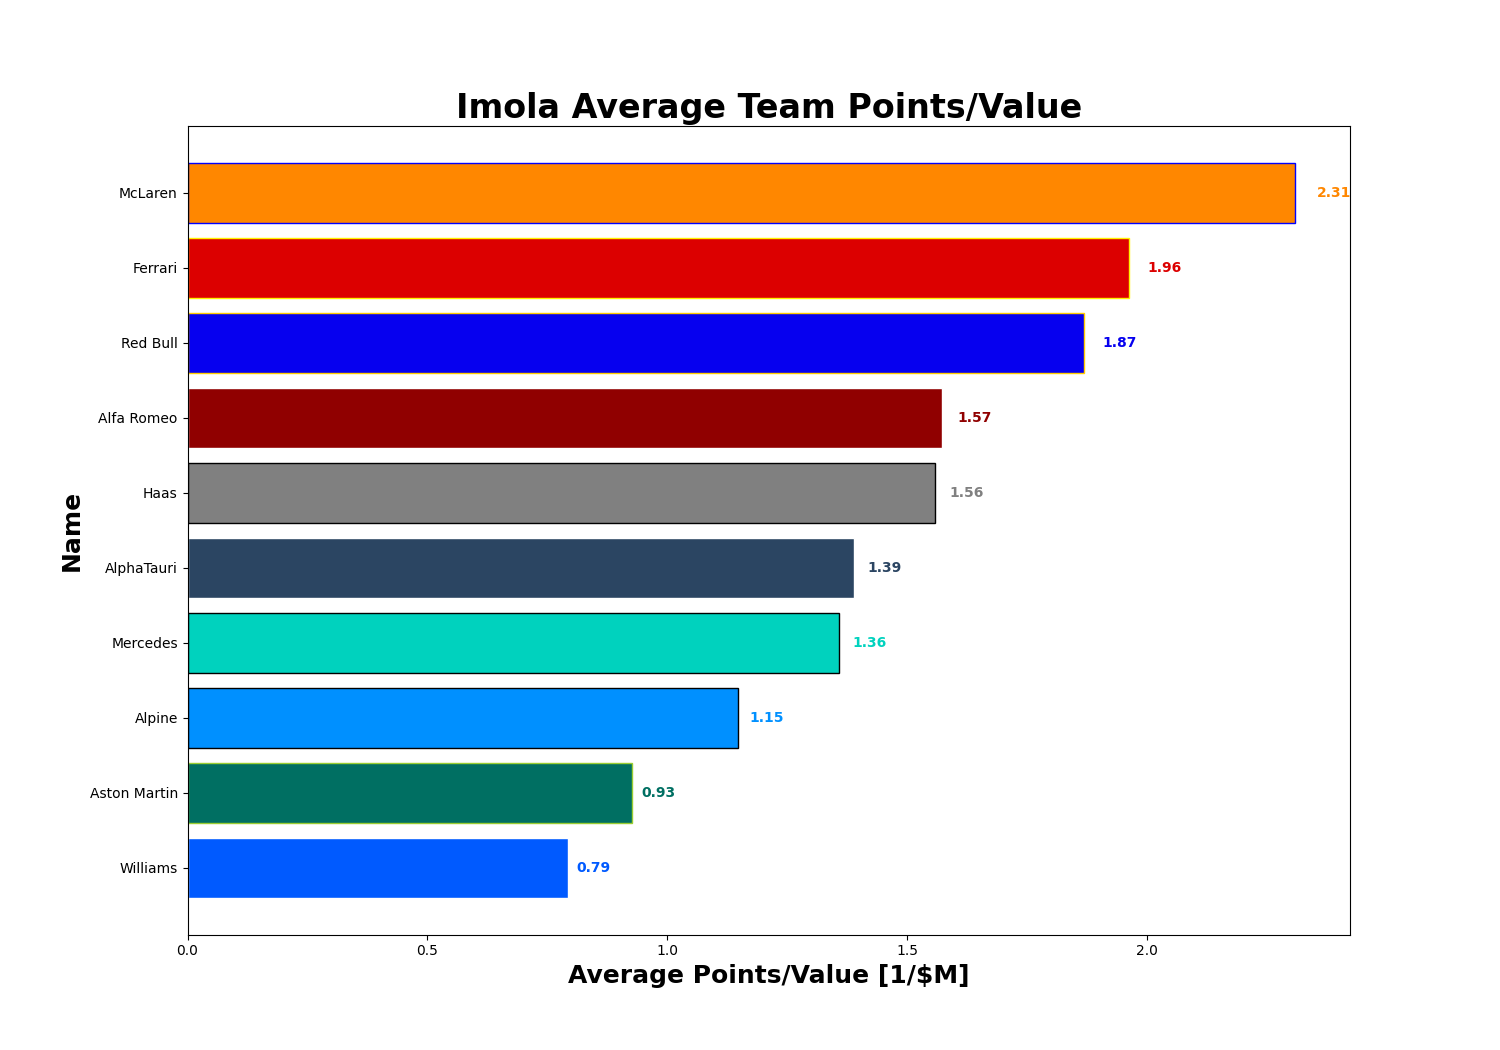 Imola Average Team Points/Value
McLaren 2.31
Ferrari 1.96
Red Bull 1.87
Alfa Romeo 1.57
Haas 1.56
AlphaTauri 1.39
Mercedes 1.36
Alpine 1.15
Aston Martin 0.93
Williams 0.79
Name
0.0 0.5 1.0 1.5 2.0
Average Points/Value [1/$M]